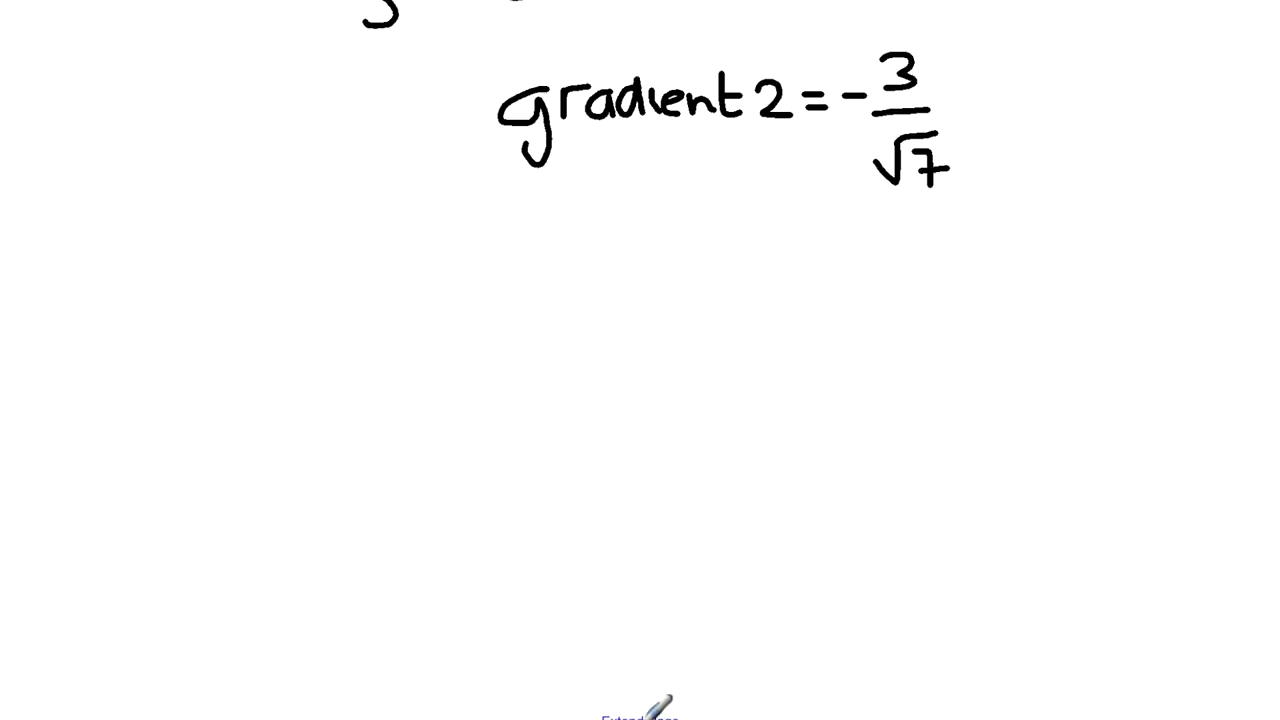 gradient 2 = - 3/√7